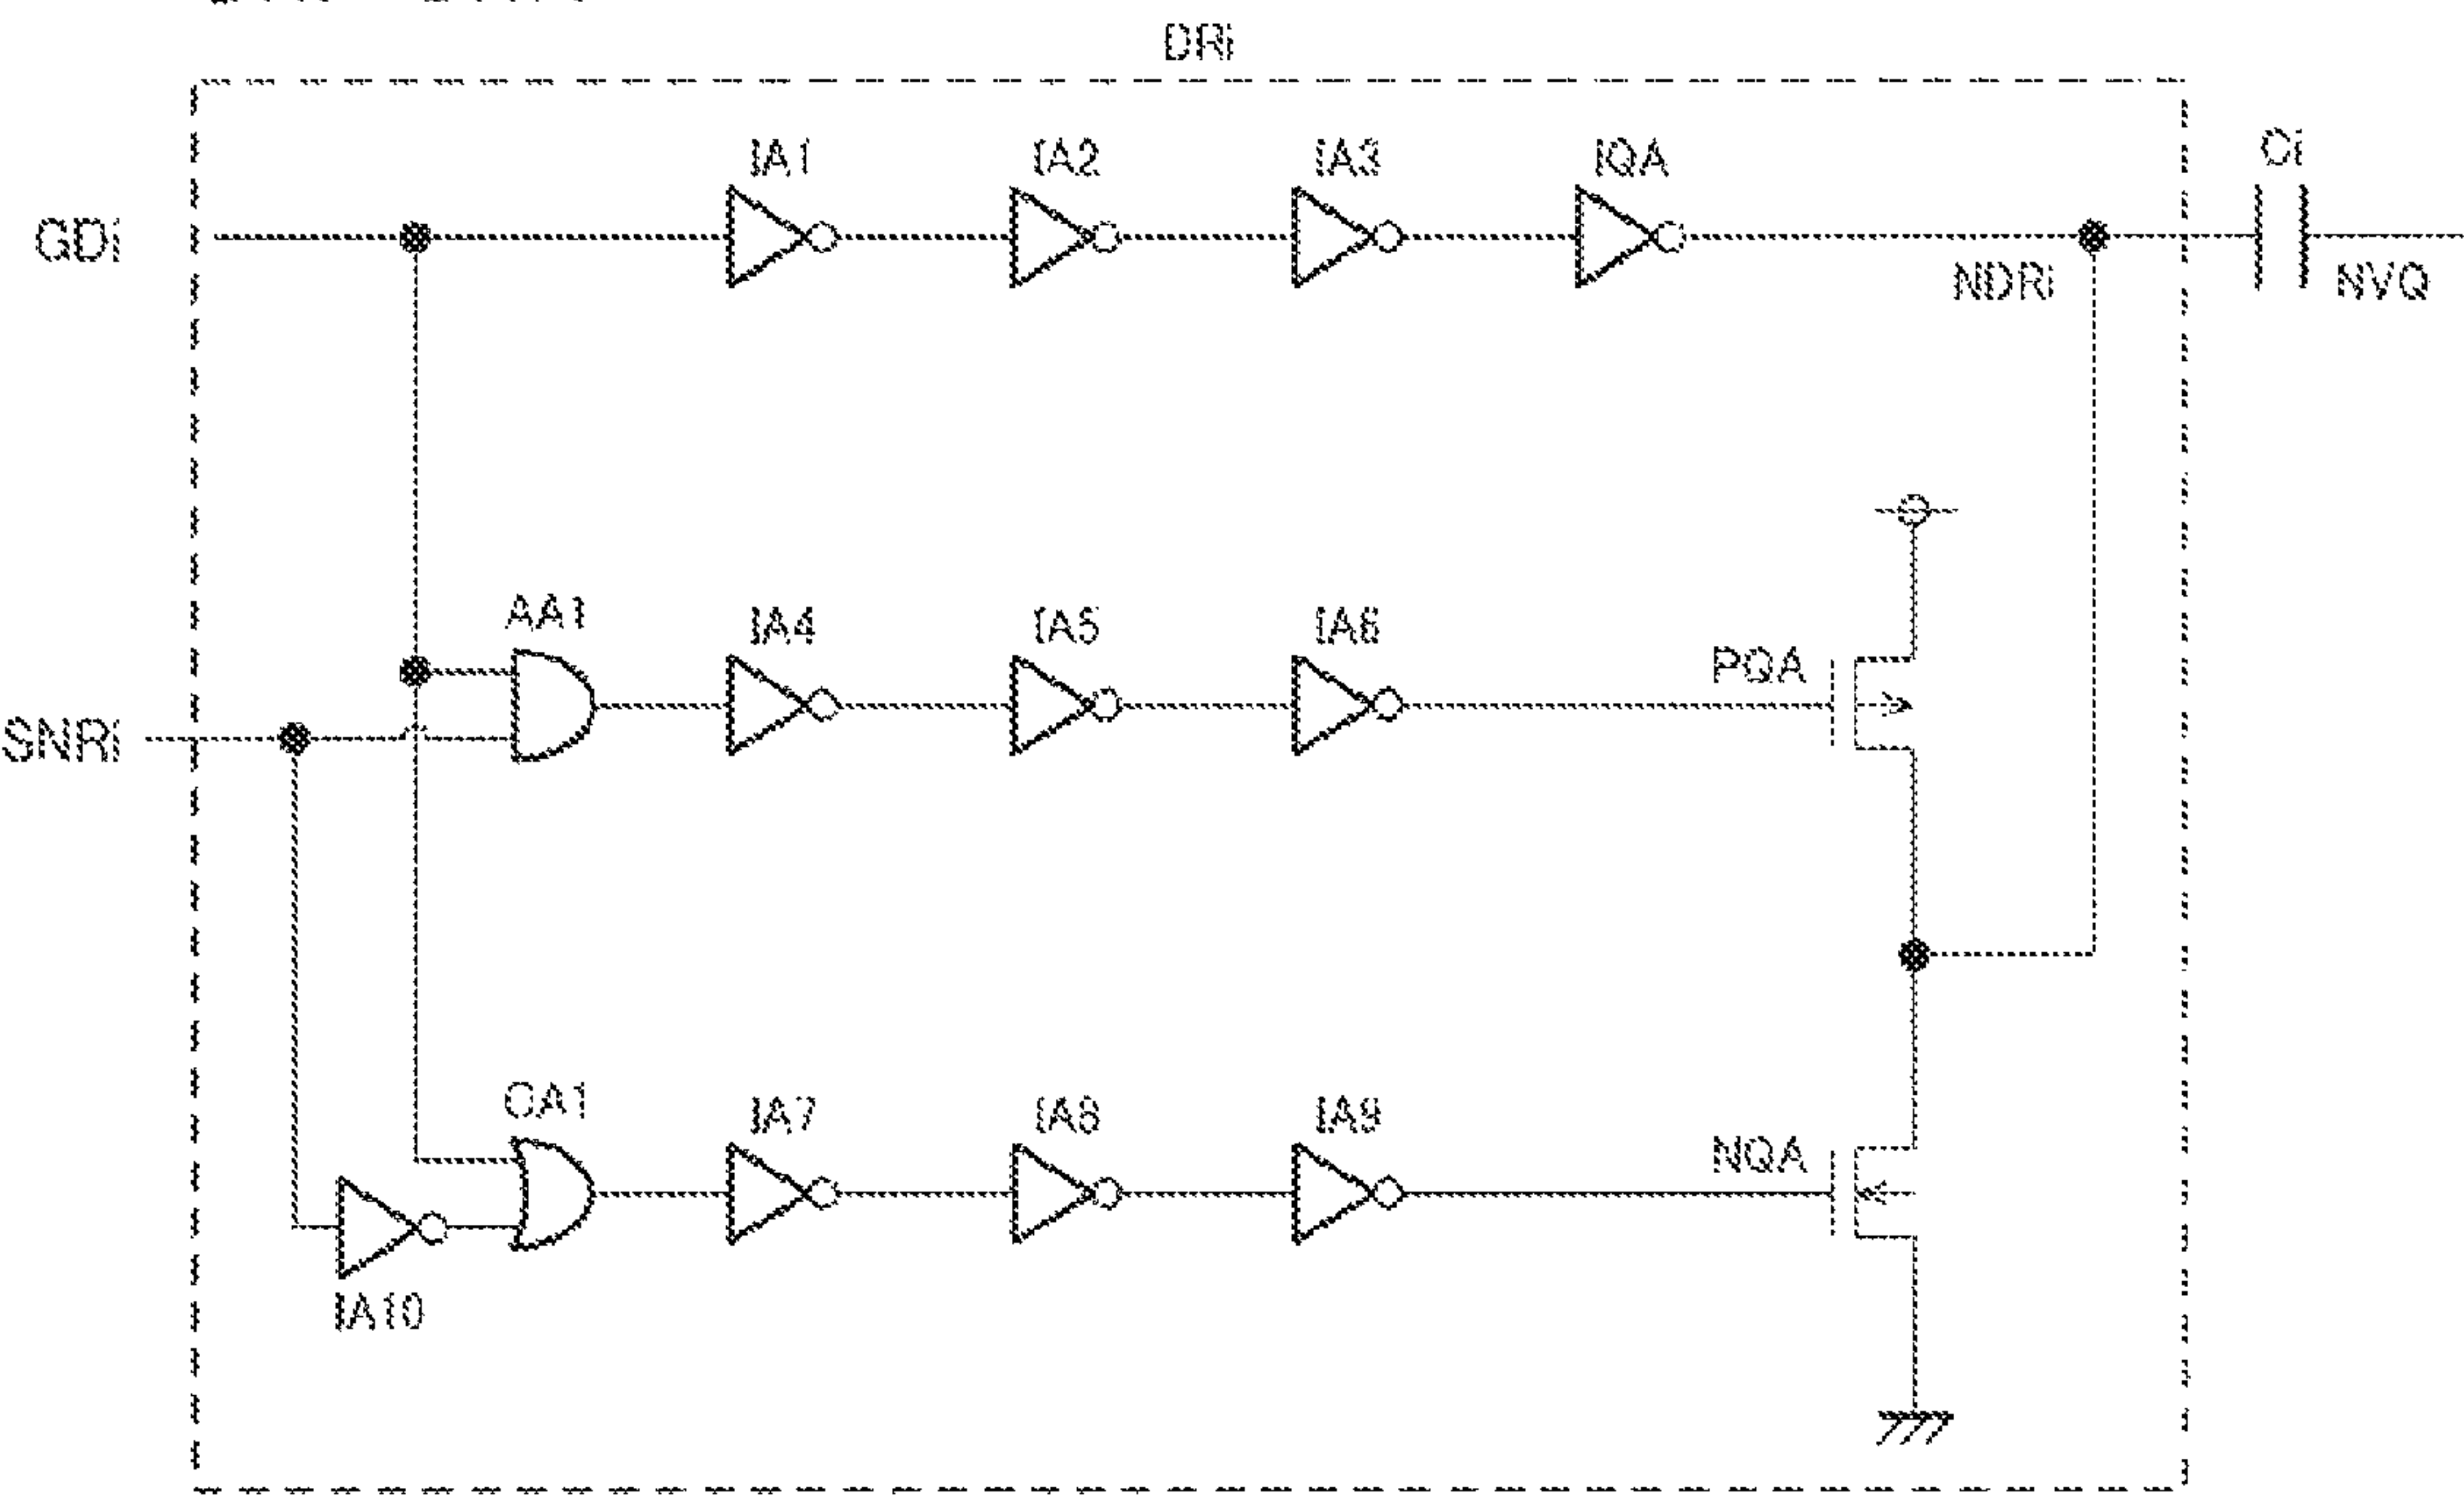 DRi
IA1 IA2 IA3 IQA Ci
GDi
NDRi NVQ
AA1 IA4 IA5 IA6 PQA
SNRi
OA1 IA7 IA8 IA9 NQA
IA10